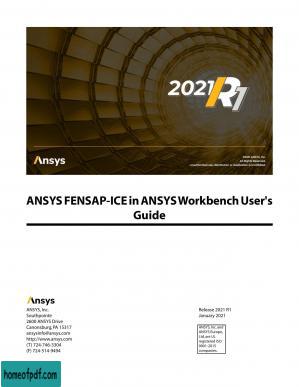 2021 R1
Ansys
ANSYS FENSAP-ICE in ANSYS Workbench User's
Guide
Ansys
ANSYS, Inc.
Southpointe
2600 ANSYS Drive
Canonsburg, PA 15317
ansysinfo@ansys.com
http://www.ansys.com
(T) 724-746-3304
(F) 724-514-9494
Release 2021 R1
January 2021
ANSYS, Inc. and
ANSYS Europe,
Ltd. are UL
registered ISO
9001:2015
companies.
homeofpdf.com